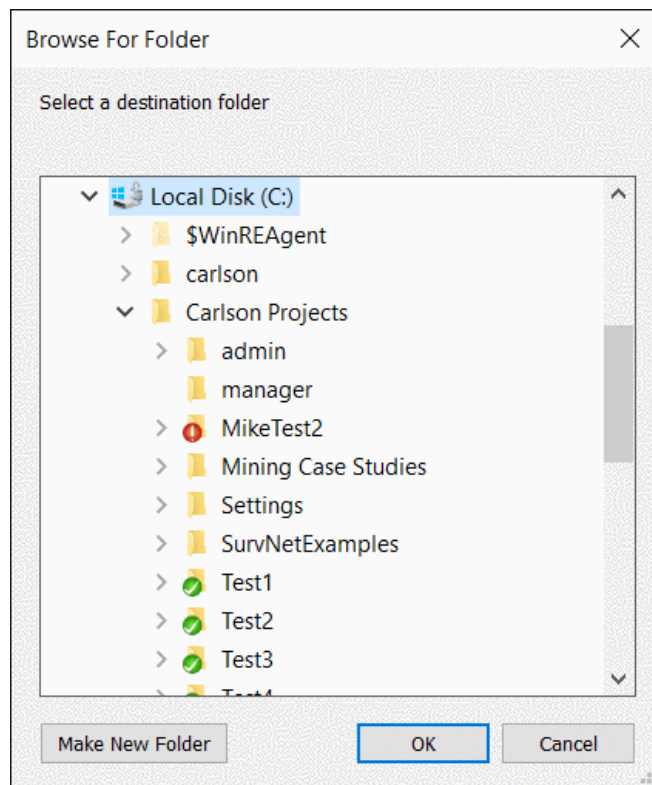 Browse For Folder
Select a destination folder
Local Disk (C:)
$WinREAgent
carlson
Carlson Projects
admin
manager
MikeTest2
Mining Case Studies
Settings
SurvNetExamples
Test1
Test2
Test3
Test4
Make New Folder
OK
Cancel